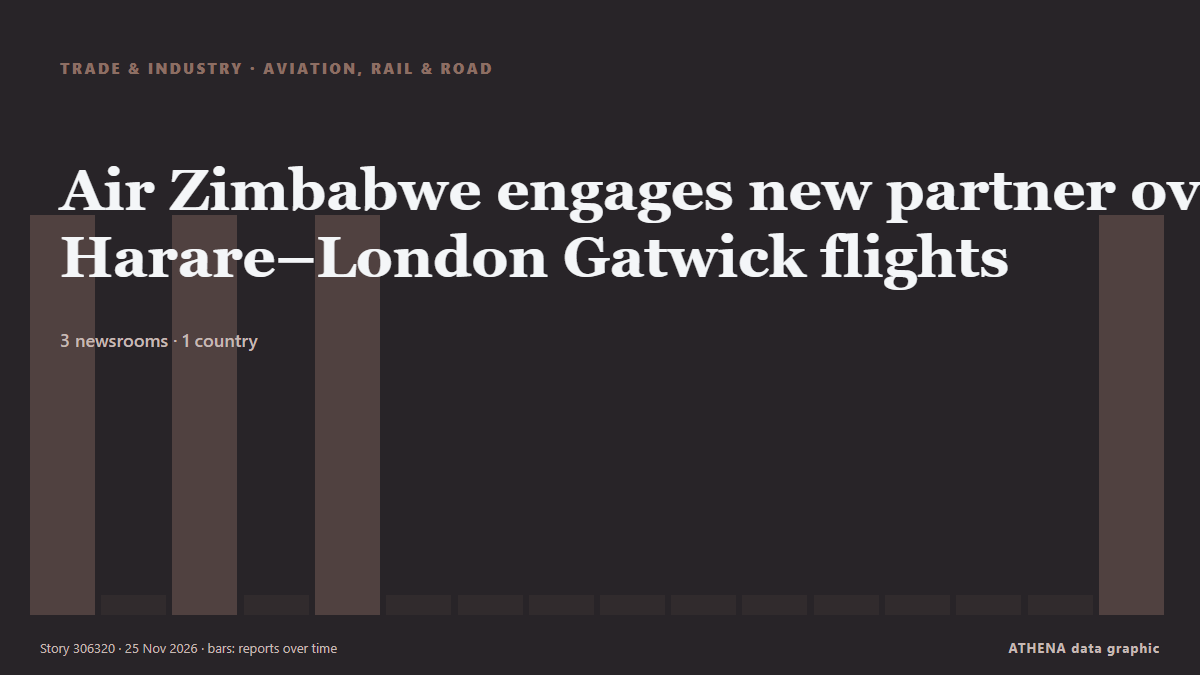 TRADE & INDUSTRY · AVIATION, RAIL & ROAD
Air Zimbabwe engages new partner ov
Harare–London Gatwick flights
3 newsrooms · 1 country
Story 306320 · 25 Nov 2026 · bars: reports over time
ATHENA data graphic